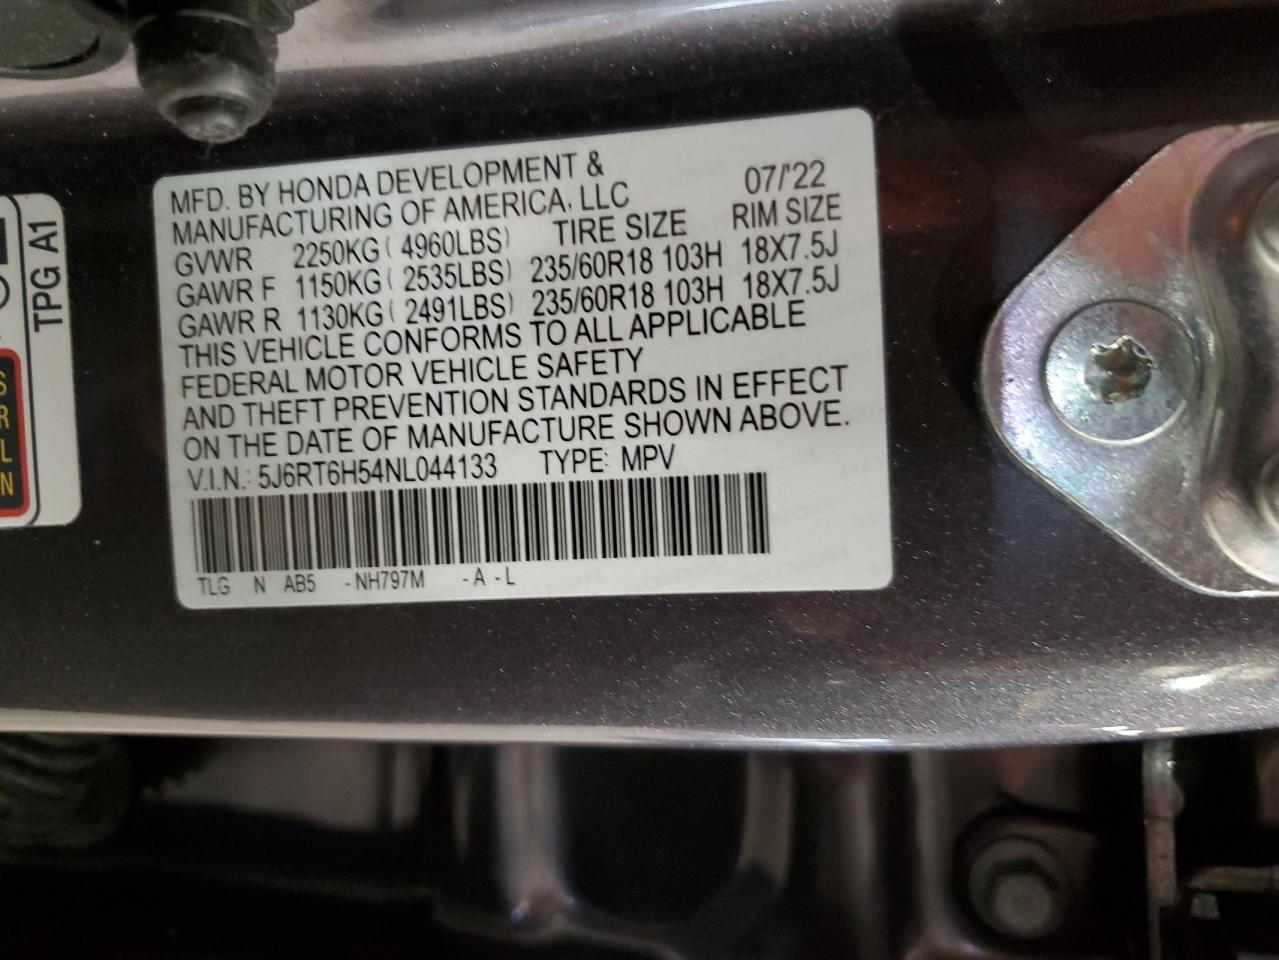 MFD. BY HONDA DEVELOPMENT &
MANUFACTURING OF AMERICA, LLC 07/'22
GVWR 2250KG ( 4960LBS) TIRE SIZE RIM SIZE
GAWR F 1150KG ( 2535LBS) 235/60R18 103H 18X7.5J
GAWR R 1130KG ( 2491LBS) 235/60R18 103H 18X7.5J
THIS VEHICLE CONFORMS TO ALL APPLICABLE
FEDERAL MOTOR VEHICLE SAFETY
AND THEFT PREVENTION STANDARDS IN EFFECT
ON THE DATE OF MANUFACTURE SHOWN ABOVE.
V.I.N.: 5J6RT6H54NL044133 TYPE: MPV
TLG N AB5 -NH797M -A -L
TPG A1
S
R
L
N